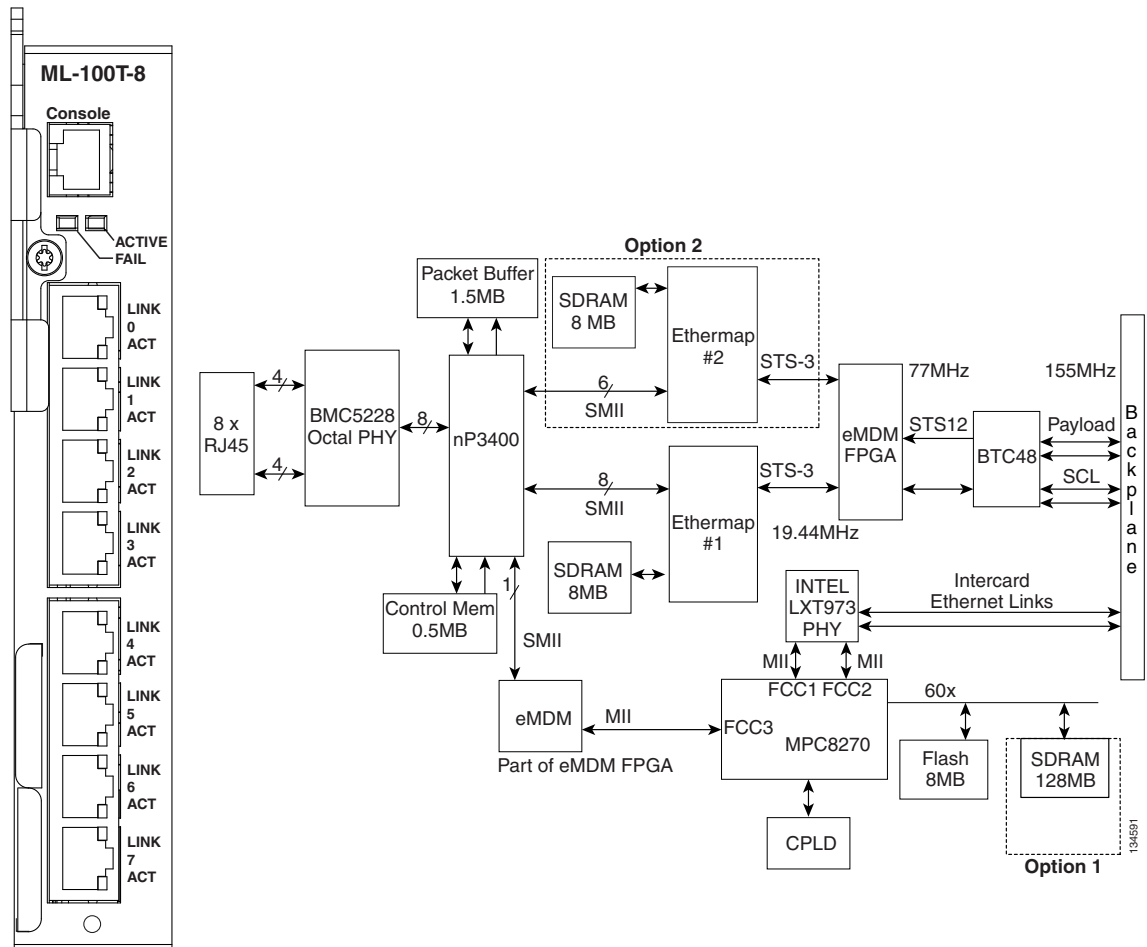 ML-100T-8
Console
ACTIVE
FAIL
LINK
0
ACT
LINK
1
ACT
LINK
2
ACT
LINK
3
ACT
LINK
4
ACT
LINK
5
ACT
LINK
6
ACT
LINK
7
ACT
8 x
RJ45
4
4
BMC5228
Octal PHY
8
Packet Buffer
1.5MB
nP3400
Control Mem
0.5MB
1
SMII
Option 2
SDRAM
8 MB
Ethermap
#2
6
SMII
STS-3
8
SMII
Ethermap
#1
STS-3
SDRAM
8MB
eMDM
FPGA
77MHz
19.44MHz
STS12
BTC48
155MHz
Payload
SCL
Backplane
INTEL
LXT973
PHY
Intercard
Ethernet Links
MII
MII
FCC1 FCC2
FCC3
MPC8270
60x
eMDM
MII
Part of eMDM FPGA
CPLD
Flash
8MB
SDRAM
128MB
Option 1
134591